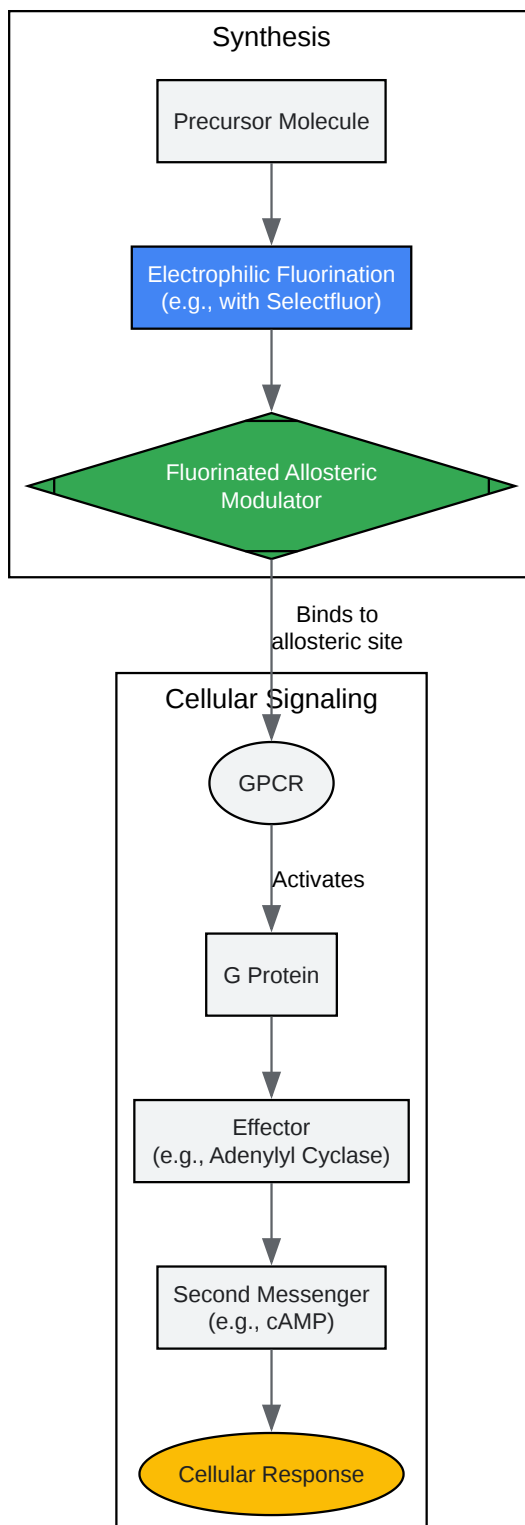 Synthesis
Precursor Molecule
Electrophilic Fluorination
(e.g., with Selectfluor)
Fluorinated Allosteric
Modulator
Binds to
allosteric site
Cellular Signaling
GPCR
Activates
G Protein
Effector
(e.g., Adenylyl Cyclase)
Second Messenger
(e.g., cAMP)
Cellular Response